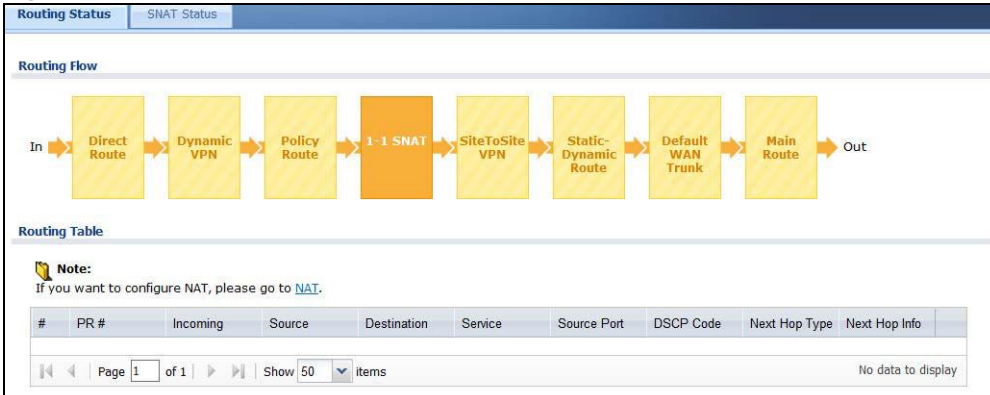 Routing Status SNAT Status
Routing Flow
In Direct Route Dynamic VPN Policy Route 1-1 SNAT SiteToSite VPN Static-Dynamic Route Default WAN Trunk Main Route Out
Routing Table
Note:
If you want to configure NAT, please go to NAT.
# PR # Incoming Source Destination Service Source Port DSCP Code Next Hop Type Next Hop Info
Page 1 of 1 Show 50 items No data to display